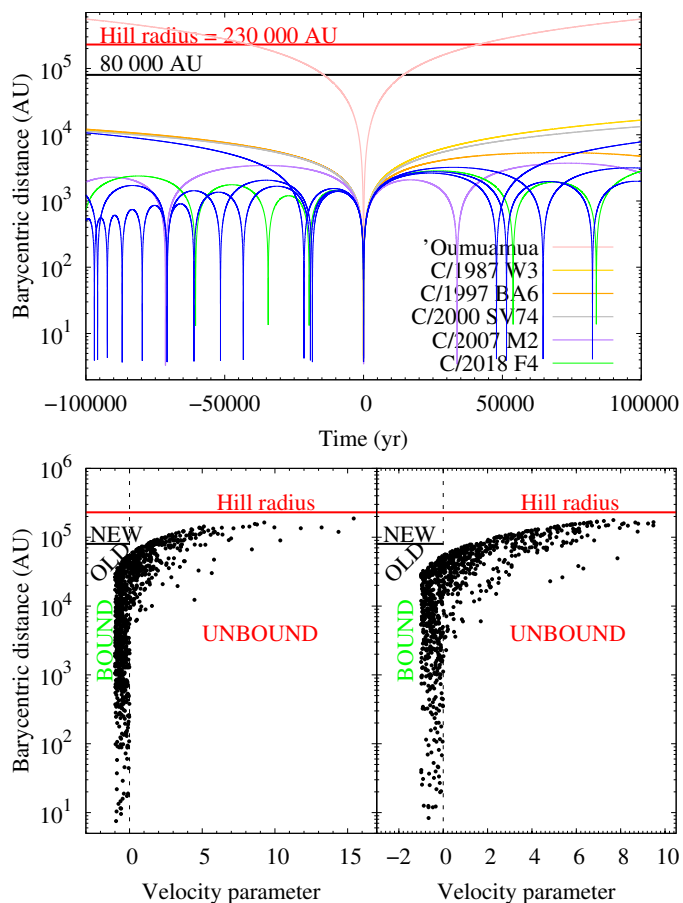 Hill radius = 230 000 AU
80 000 AU
Barycentric distance (AU)
10^5
10^4
10^3
10^2
10^1
'Oumuamua
C/1987 W3
C/1997 BA6
C/2000 SV74
C/2007 M2
C/2018 F4
−100000 −50000 0 50000 100000
Time (yr)
Barycentric distance (AU)
10^6
10^5
10^4
10^3
10^2
10^1
Hill radius
NEW
OLD
BOUND
UNBOUND
0 5 10 15
Velocity parameter
Hill radius
NEW
OLD
BOUND
UNBOUND
−2 0 2 4 6 8 10
Velocity parameter